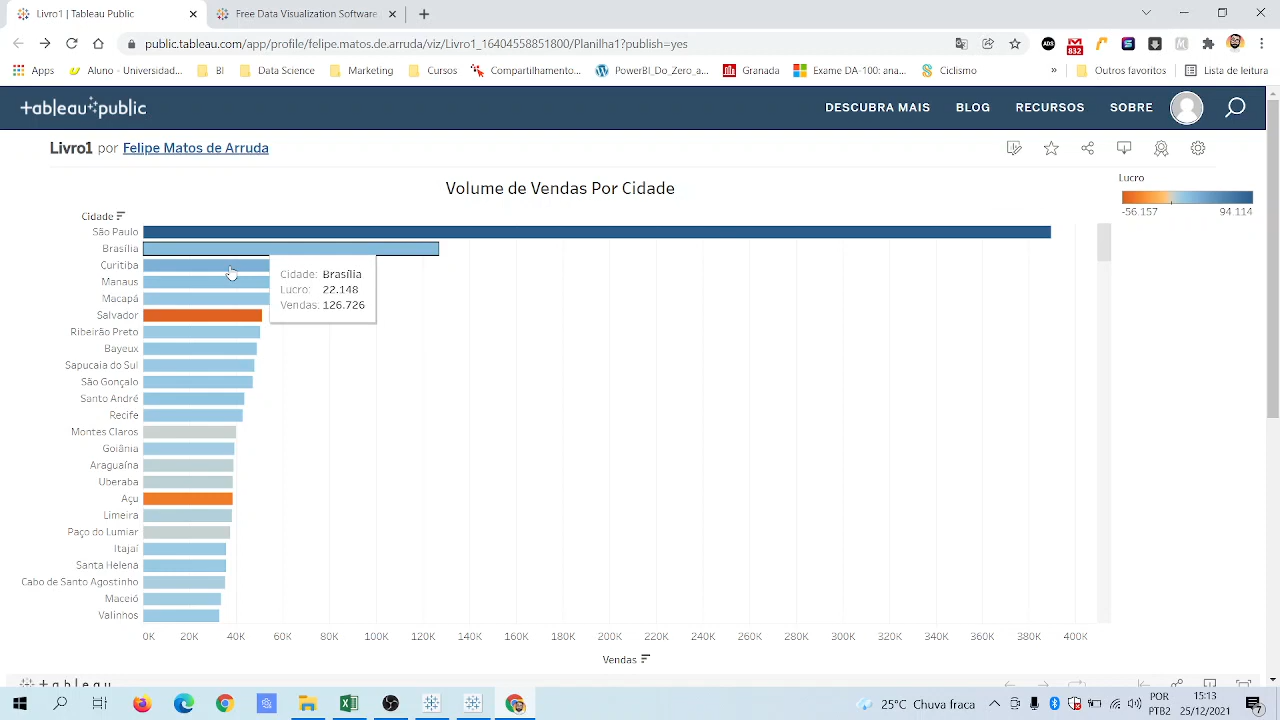 Livro1 | Tableau Public
Free Data Visualization Software
public.tableau.com/app/profile/felipe.matos.arruda/viz/Livro1_16404558831800/Planilha1?publish=yes
ADS
832
Apps
Akno - Universidad...
BI
Data Science
Marketing
Cursos
Compartilhamento...
PowerBI_Do_Zero_a...
Granada
Exame DA-100: ana...
Ciclismo
»
Outros favoritos
Lista de leitura
tableau public
DESCUBRA MAIS
BLOG
RECURSOS
SOBRE
Livro1 por Felipe Matos de Arruda
Volume de Vendas Por Cidade
Lucro
-56.157 94.114
Cidade
São Paulo
Brasília
Curitiba
Manaus
Macapá
Salvador
Ribeirão Preto
Bayeux
Sapucaia do Sul
São Gonçalo
Santo André
Recife
Montes Claros
Goiânia
Araguaína
Uberaba
Açu
Limeira
Paço do Lumiar
Itajaí
Santa Helena
Cabo de Santo Agostinho
Maceió
Valinhos
Cidade: Brasília
Lucro: 22.148
Vendas: 126.726
0K 20K 40K 60K 80K 100K 120K 140K 160K 180K 200K 220K 240K 260K 280K 300K 320K 340K 360K 380K 400K
Vendas
25°C Chuva fraca
POR
PTB2
15:13
25/12/2021
7